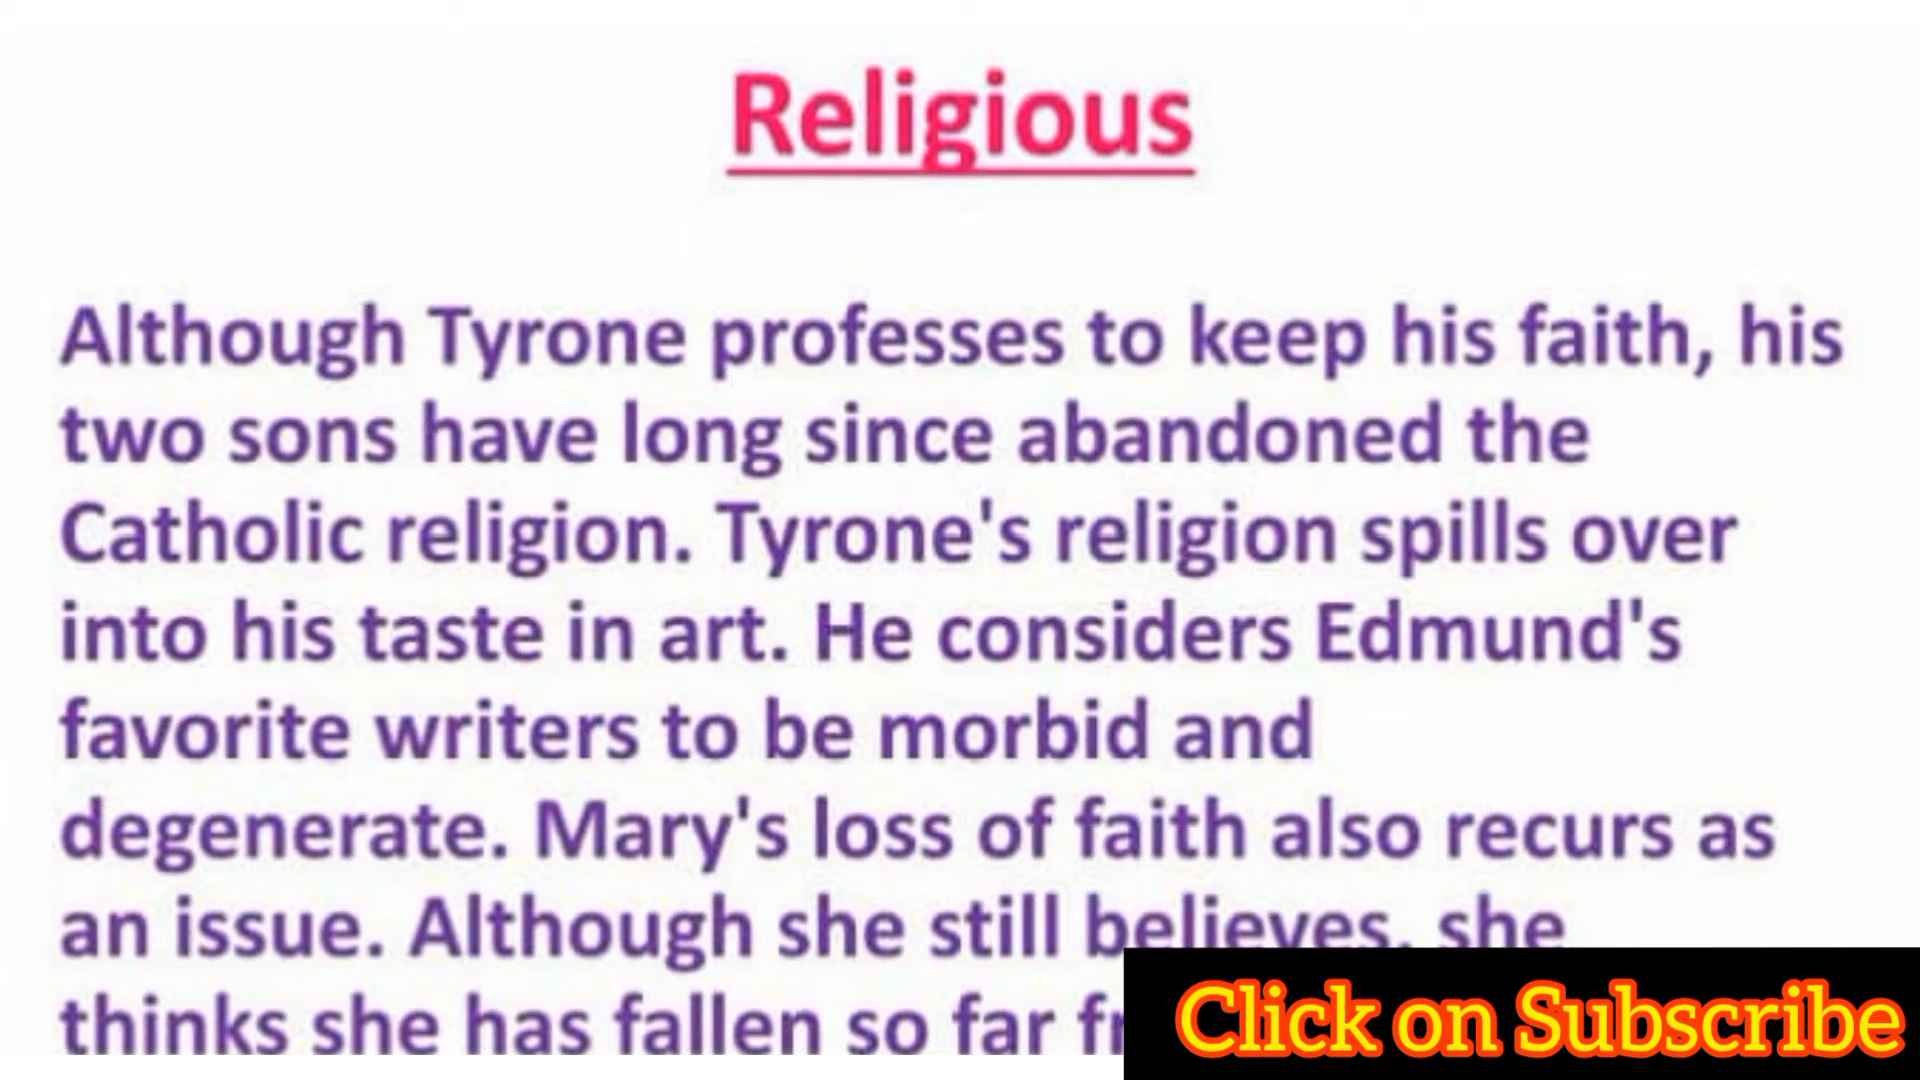 Religious
Although Tyrone professes to keep his faith, his
two sons have long since abandoned the
Catholic religion. Tyrone's religion spills over
into his taste in art. He considers Edmund's
favorite writers to be morbid and
degenerate. Mary's loss of faith also recurs as
an issue. Although she still believes, she
thinks she has fallen so far
Click on Subscribe